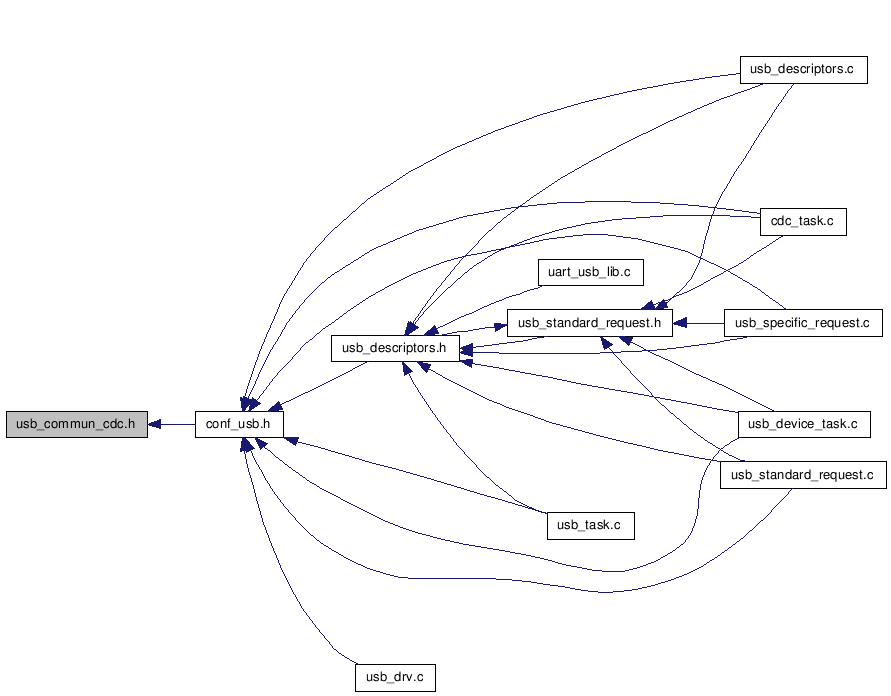 usb_descriptors.c
cdc_task.c
uart_usb_lib.c
usb_standard_request.h
usb_specific_request.c
usb_descriptors.h
usb_commun_cdc.h
conf_usb.h
usb_device_task.c
usb_standard_request.c
usb_task.c
usb_drv.c